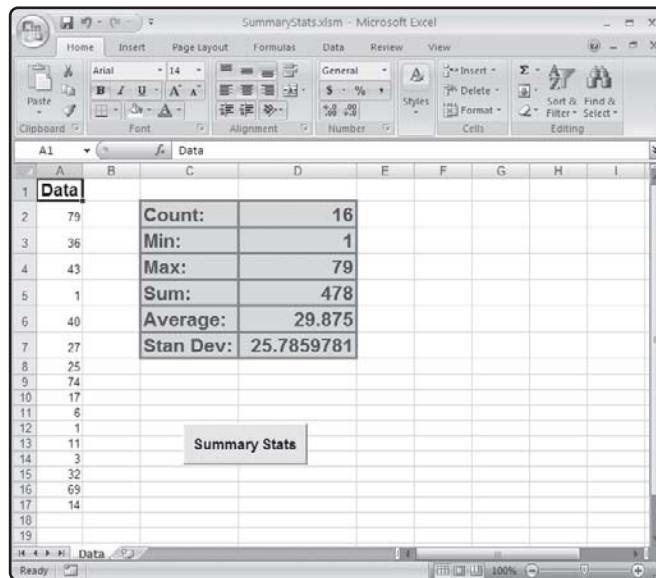 SummaryStats.xlsm - Microsoft Excel
Home Insert Page Layout Formulas Data Review View
Paste
Clipboard
Arial 14
B I U A A
A
Font
Alignment
General
$ % ,
Number
Styles
Insert
Delete
Format
Cells
Σ
Sort & Filter
Find & Select
Editing
A1 fx Data
A B C D E F G H I
1 Data
2 79 Count: 16
3 36 Min: 1
4 43 Max: 79
5 1 Sum: 478
6 40 Average: 29.875
7 27 Stan Dev: 25.7859781
8 25
9 74
10 17
11 6
12 1
13 11
14 3
15 32
16 69
17 14
18
19
Summary Stats
Data
Ready 100%